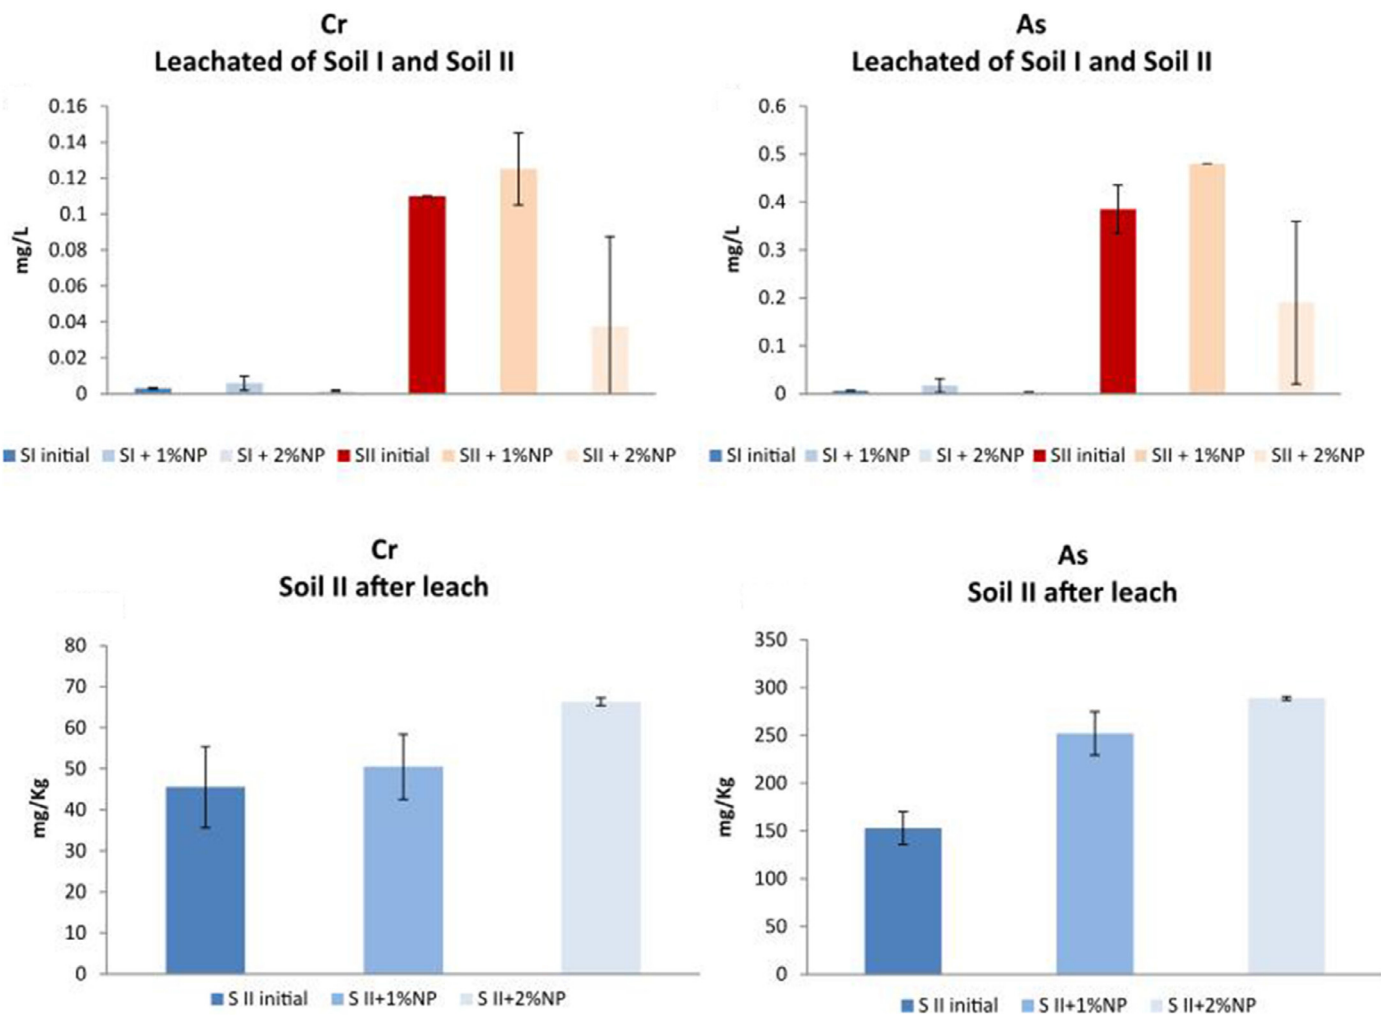 Cr
Leachated of Soil I and Soil II
0.16
0.14
0.12
0.1
0.08
0.06
0.04
0.02
0
mg/L
SI initial SI + 1%NP SI + 2%NP SII initial SII + 1%NP SII + 2%NP
As
Leachated of Soil I and Soil II
0.6
0.5
0.4
0.3
0.2
0.1
0
mg/L
SI initial SI + 1%NP SI + 2%NP SII initial SII + 1%NP SII + 2%NP
Cr
Soil II after leach
80
70
60
50
40
30
20
10
0
mg/Kg
S II initial S II+1%NP S II+2%NP
As
Soil II after leach
350
300
250
200
150
100
50
0
mg/Kg
S II initial S II+1%NP S II+2%NP